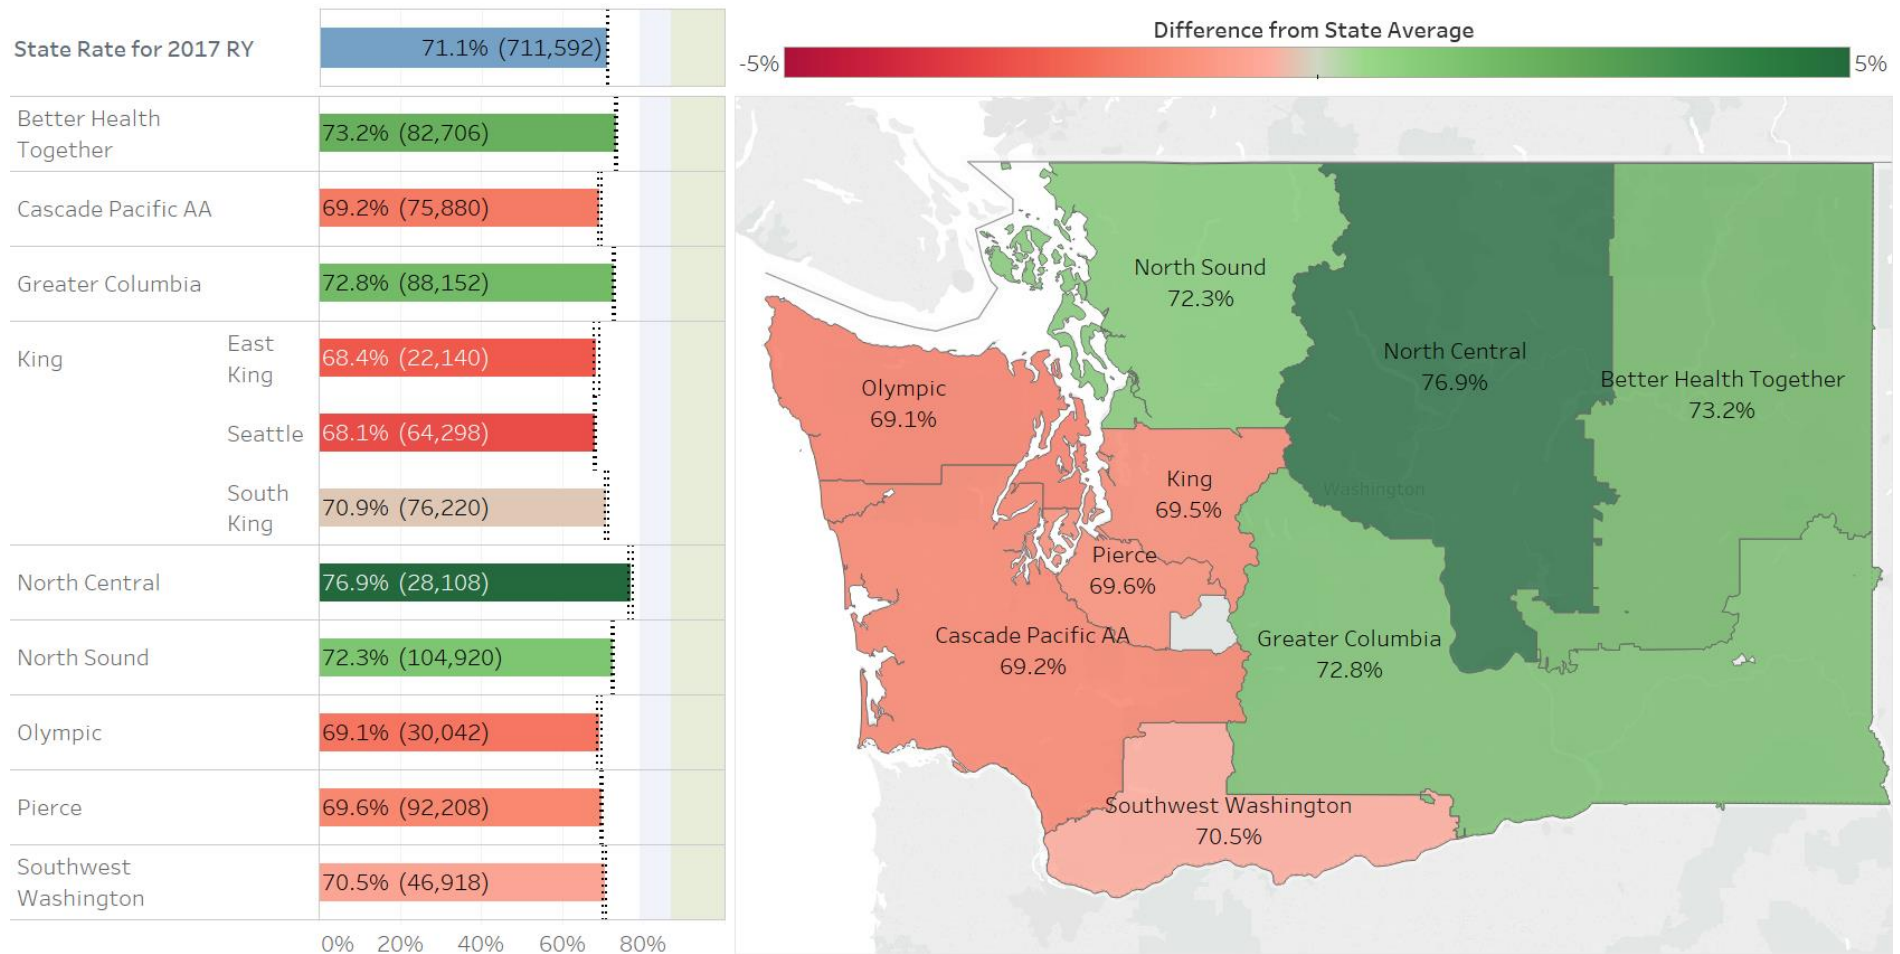 State Rate for 2017 RY
71.1% (711,592)
Better Health
Together
73.2% (82,706)
Cascade Pacific AA
69.2% (75,880)
Greater Columbia
72.8% (88,152)
King
East
King
68.4% (22,140)
Seattle
68.1% (64,298)
South
King
70.9% (76,220)
North Central
76.9% (28,108)
North Sound
72.3% (104,920)
Olympic
69.1% (30,042)
Pierce
69.6% (92,208)
Southwest
Washington
70.5% (46,918)
0% 20% 40% 60% 80%
Difference from State Average
-5%
5%
North Sound
72.3%
North Central
76.9%
Better Health Together
73.2%
Olympic
69.1%
King
69.5%
Washington
Pierce
69.6%
Cascade Pacific AA
69.2%
Greater Columbia
72.8%
Southwest Washington
70.5%